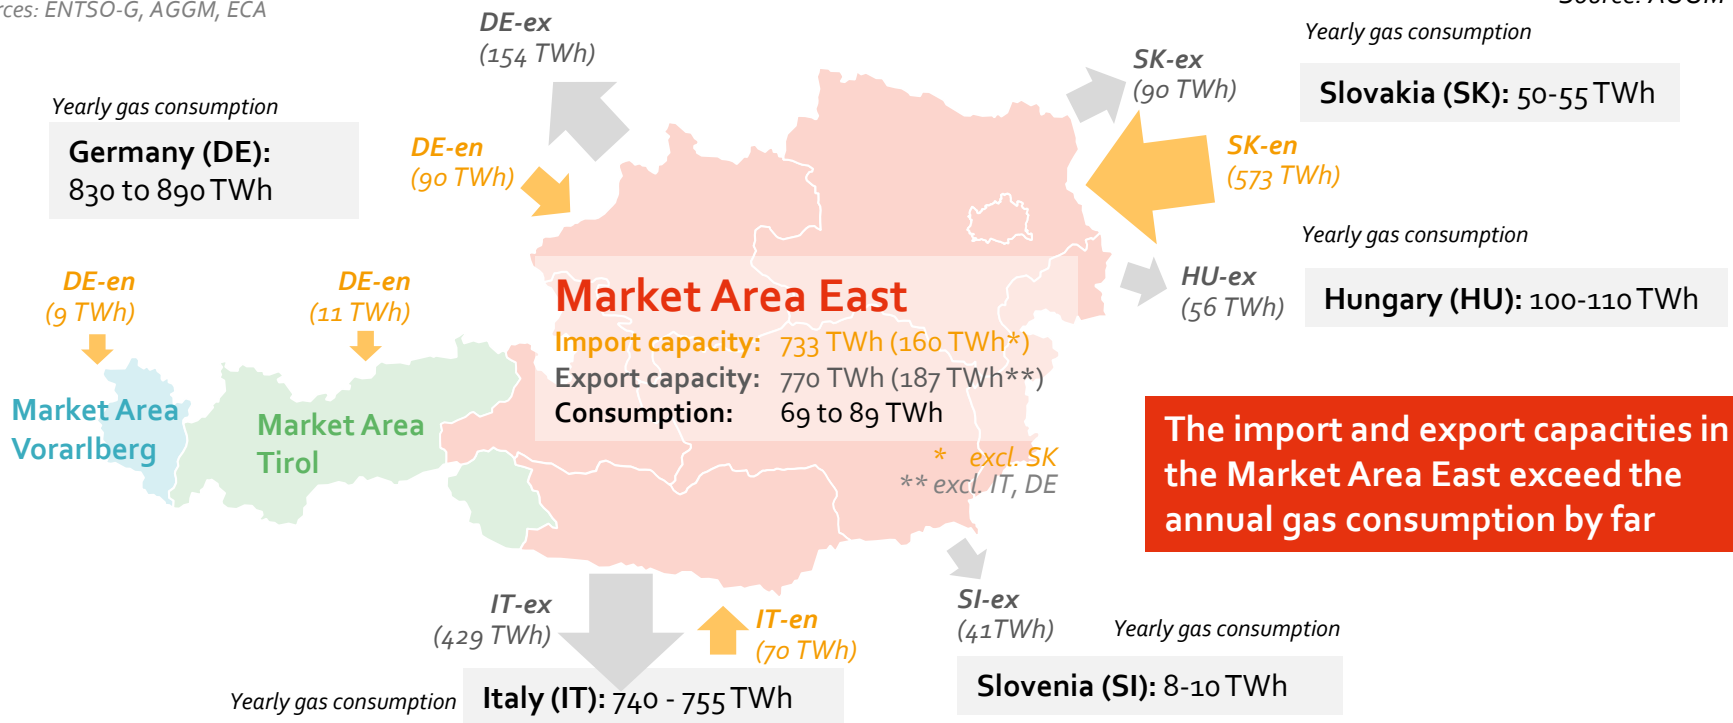 ENTSO-G, AGGM, ECA
AGGM
DE-ex
(154 TWh)
SK-ex
(90 TWh)
Yearly gas consumption
Slovakia (SK): 50-55 TWh
Yearly gas consumption
Germany (DE):
830 to 890 TWh
DE-en
(90 TWh)
SK-en
(573 TWh)
Yearly gas consumption
Hungary (HU): 100-110 TWh
HU-ex
(56 TWh)
DE-en
(9 TWh)
DE-en
(11 TWh)
Market Area East
Import capacity: 733 TWh (160 TWh*)
Export capacity: 770 TWh (187 TWh**)
Consumption: 69 to 89 TWh
* excl. SK
** excl. IT, DE
Market Area
Vorarlberg
Market Area
Tirol
The import and export capacities in
the Market Area East exceed the
annual gas consumption by far
IT-ex
(429 TWh)
IT-en
(70 TWh)
SI-ex
(41TWh)
Yearly gas consumption
Slovenia (SI): 8-10 TWh
Yearly gas consumption
Italy (IT): 740 - 755 TWh